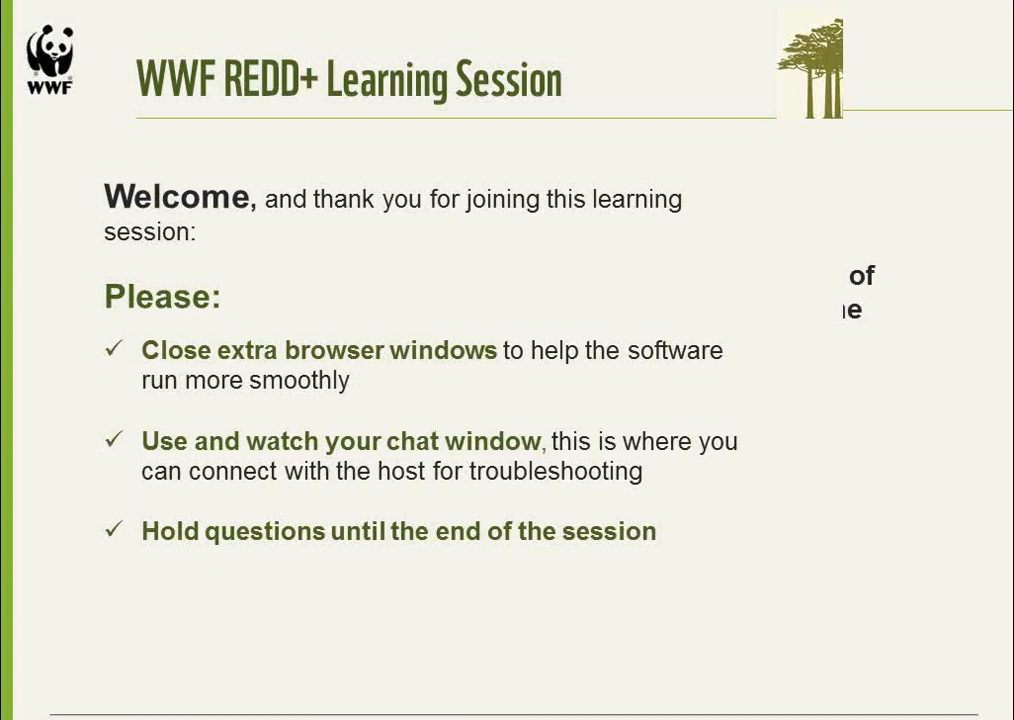 WWF
WWF REDD+ Learning Session
Welcome, and thank you for joining this learning
session:
of
Please:
✓ Close extra browser windows to help the software
run more smoothly
✓ Use and watch your chat window, this is where you
can connect with the host for troubleshooting
✓ Hold questions until the end of the session